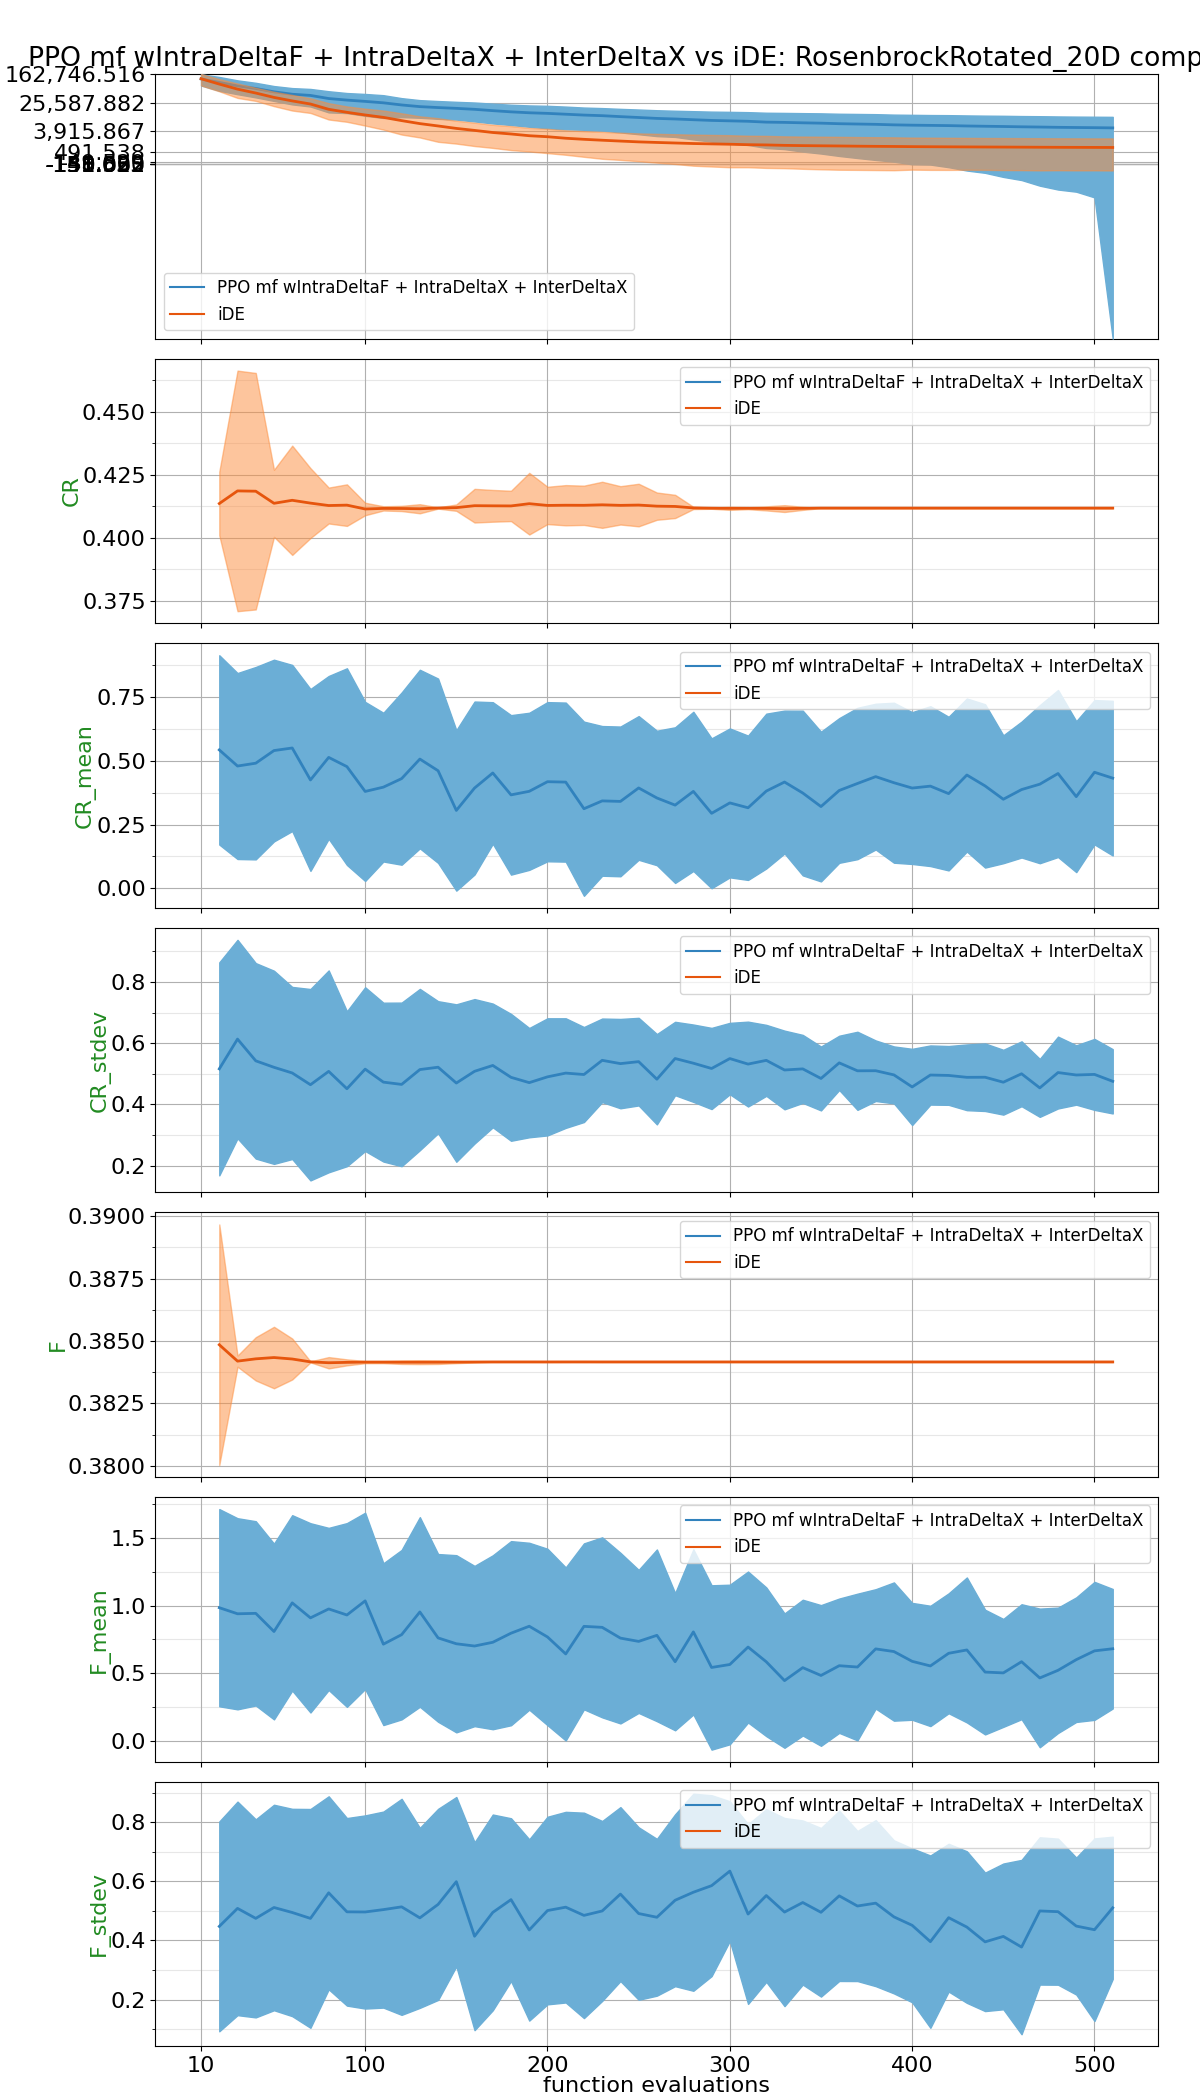 PPO mf wIntraDeltaF + IntraDeltaX + InterDeltaX vs iDE: RosenbrockRotated_20D comp
162,746.516
25,587.882
3,915.867
491.538
PPO mf wIntraDeltaF + IntraDeltaX + InterDeltaX
iDE
PPO mf wIntraDeltaF + IntraDeltaX + InterDeltaX
iDE
0.450
0.425
0.400
0.375
CR
PPO mf wIntraDeltaF + IntraDeltaX + InterDeltaX
iDE
0.75
0.50
0.25
0.00
CR_mean
PPO mf wIntraDeltaF + IntraDeltaX + InterDeltaX
iDE
0.8
0.6
0.4
0.2
CR_stdev
PPO mf wIntraDeltaF + IntraDeltaX + InterDeltaX
iDE
0.3900
0.3875
0.3850
0.3825
0.3800
F
PPO mf wIntraDeltaF + IntraDeltaX + InterDeltaX
iDE
1.5
1.0
0.5
0.0
F_mean
PPO mf wIntraDeltaF + IntraDeltaX + InterDeltaX
iDE
0.8
0.6
0.4
0.2
F_stdev
10 100 200 300 400 500
function evaluations